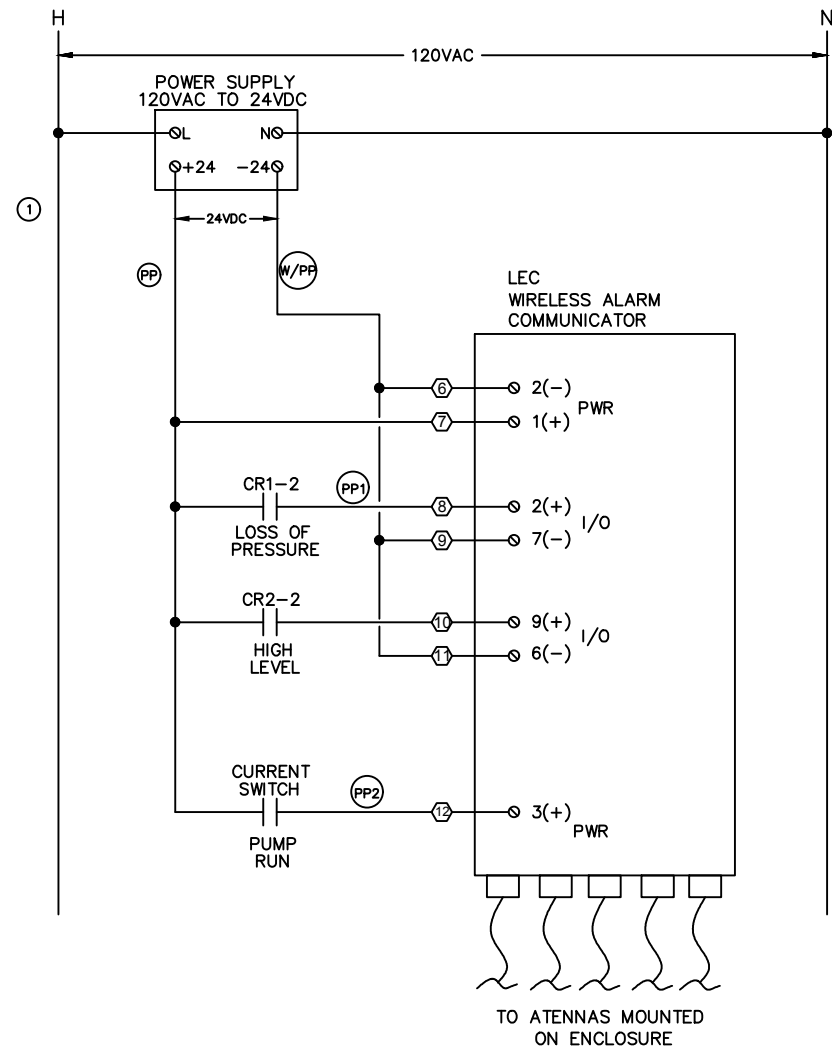 H
N
120VAC
POWER SUPPLY
120VAC TO 24VDC
L
N
+24
-24
1
24VDC
PP
W/PP
LEC
WIRELESS ALARM
COMMUNICATOR
6
2(-)
PWR
7
1(+)
CR1-2
PP1
8
2(+)
I/O
LOSS OF
PRESSURE
9
7(-)
CR2-2
10
9(+)
I/O
HIGH
LEVEL
11
6(-)
CURRENT
SWITCH
PP2
12
3(+)
PWR
PUMP
RUN
TO ATENNAS MOUNTED
ON ENCLOSURE